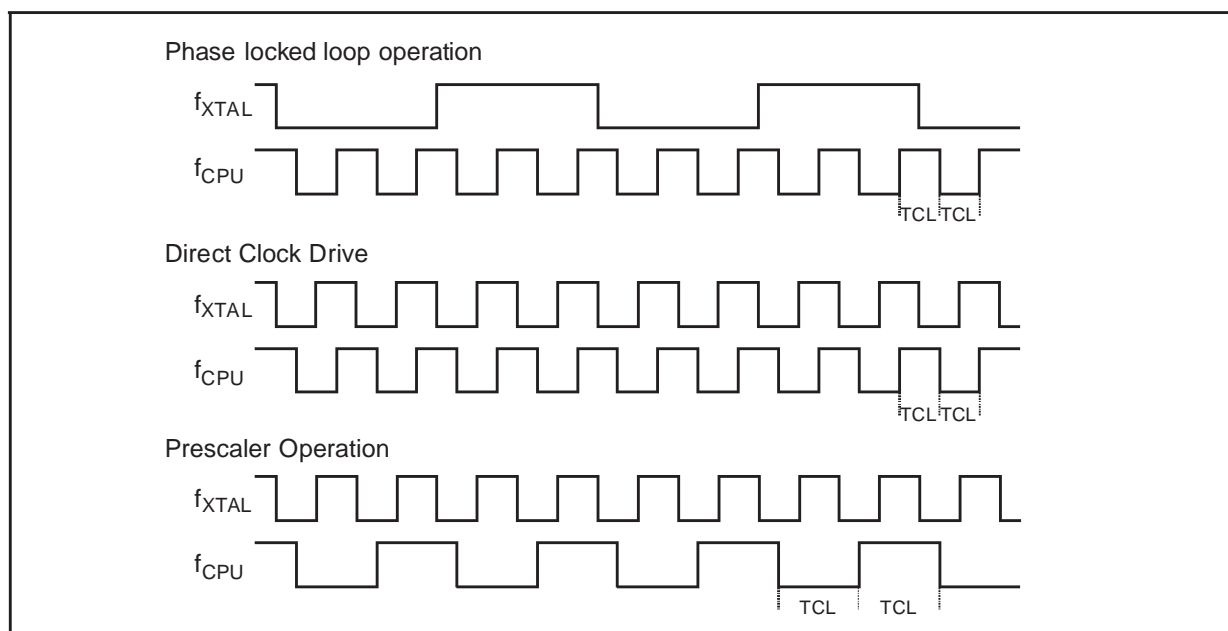 Phase locked loop operation
fXTAL
fCPU
TCL TCL
Direct Clock Drive
fXTAL
fCPU
TCL TCL
Prescaler Operation
fXTAL
fCPU
TCL TCL